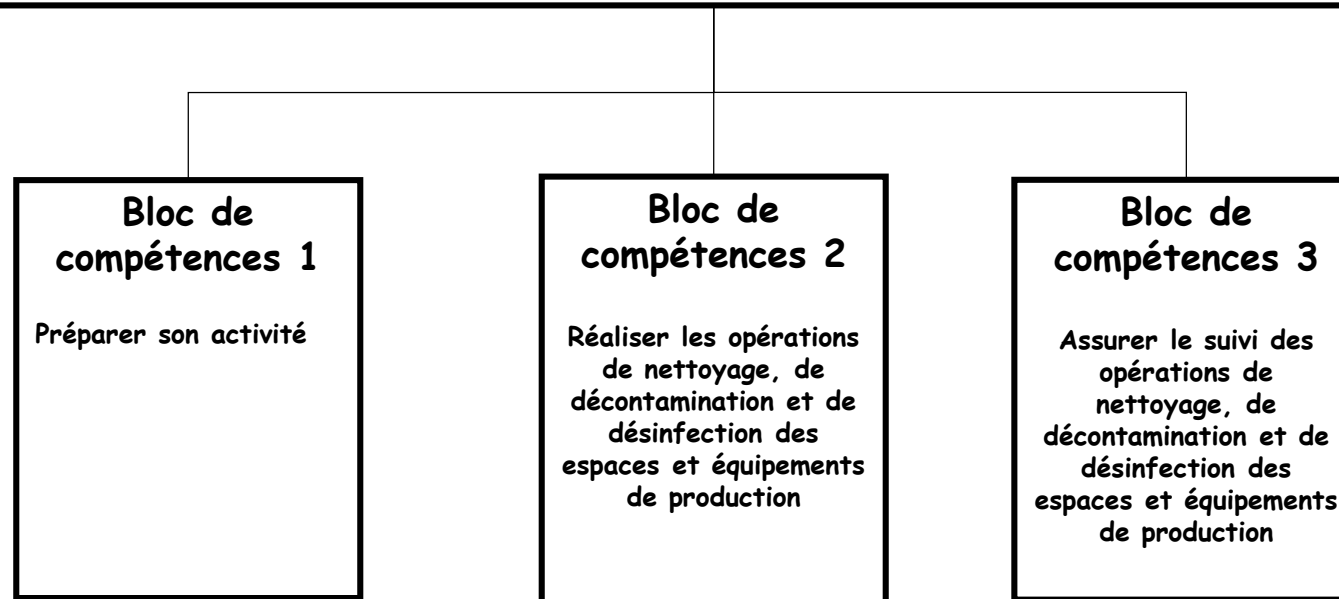 Bloc de
compétences 1
Préparer son activité
Bloc de
compétences 2
Réaliser les opérations
de nettoyage, de
décontamination et de
désinfection des
espaces et équipements
de production
Bloc de
compétences 3
Assurer le suivi des
opérations de
nettoyage, de
décontamination et de
désinfection des
espaces et équipements
de production